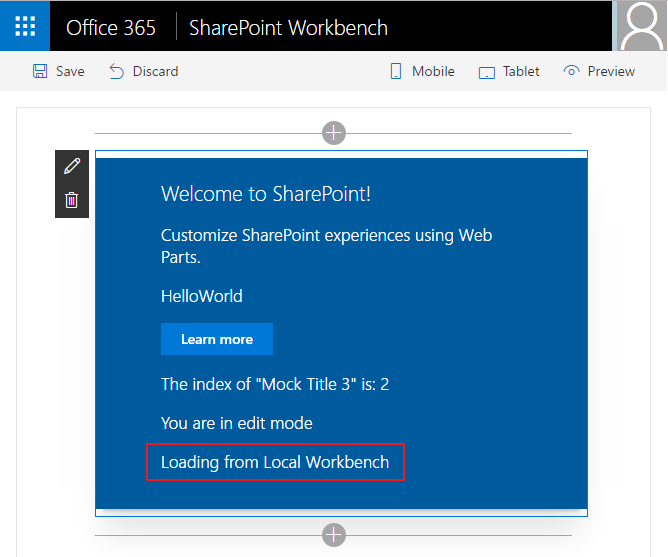 Office 365 SharePoint Workbench
Save Discard Mobile Tablet Preview
Welcome to SharePoint!
Customize SharePoint experiences using Web
Parts.
HelloWorld
Learn more
The index of "Mock Title 3" is: 2
You are in edit mode
Loading from Local Workbench